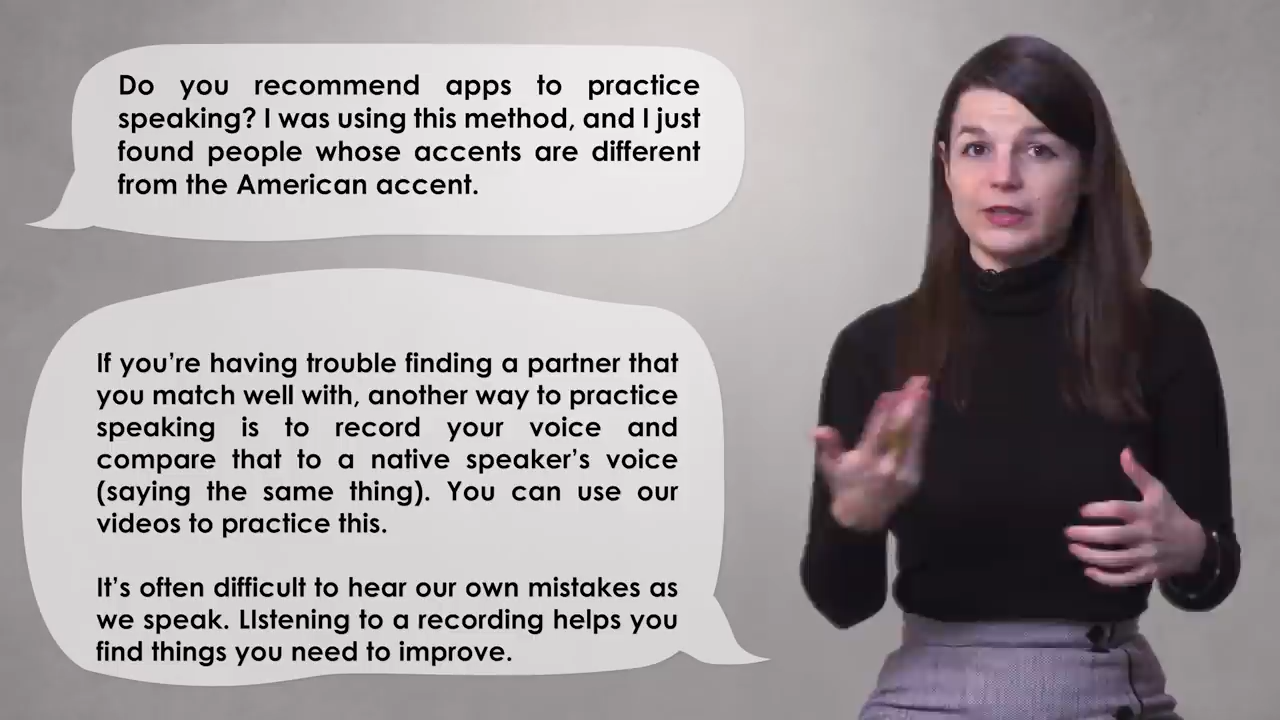 Do you recommend apps to practice
speaking? I was using this method, and I just
found people whose accents are different
from the American accent.
If you’re having trouble finding a partner that
you match well with, another way to practice
speaking is to record your voice and
compare that to a native speaker’s voice
(saying the same thing). You can use our
videos to practice this.
It’s often difficult to hear our own mistakes as
we speak. LIstening to a recording helps you
find things you need to improve.